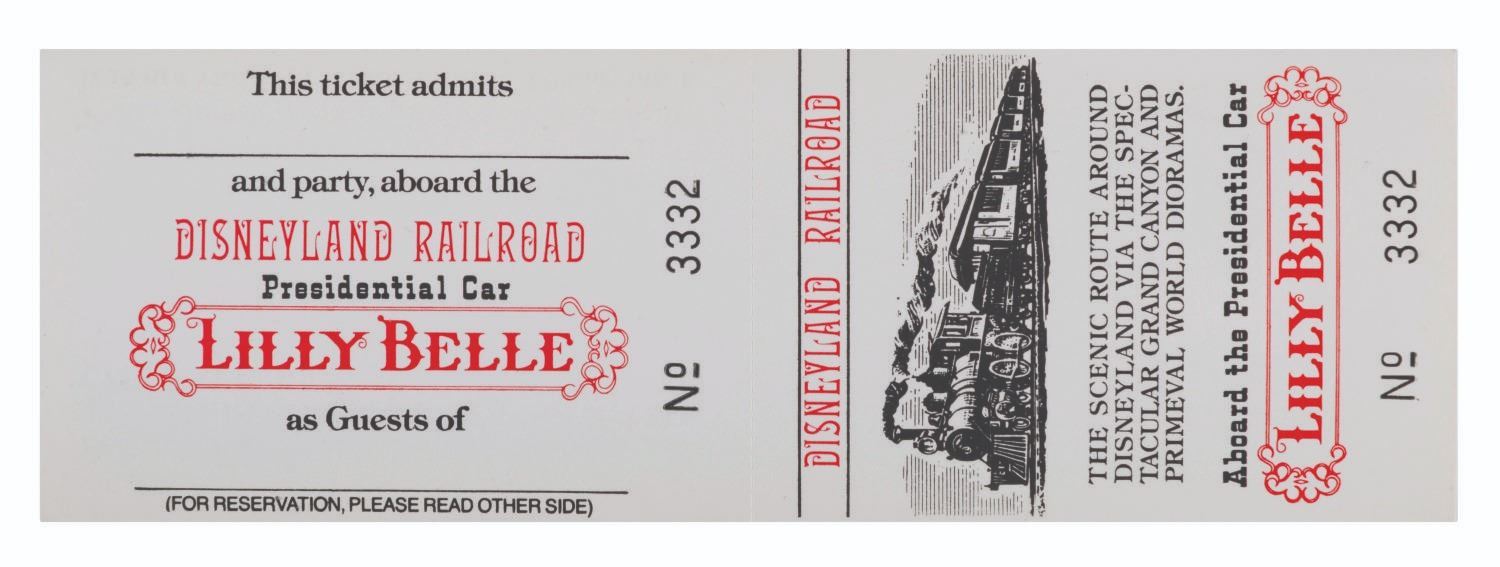 This ticket admits
and party, aboard the
DISNEYLAND RAILROAD
Presidential Car
LILLY BELLE
as Guests of
(FOR RESERVATION, PLEASE READ OTHER SIDE)
Nº 3332
DISNEYLAND RAILROAD
THE SCENIC ROUTE AROUND
DISNEYLAND VIA THE SPEC-
TACULAR GRAND CANYON AND
PRIMEVAL WORLD DIORAMAS.
Aboard the Presidential Car
LILLY BELLE
Nº 3332